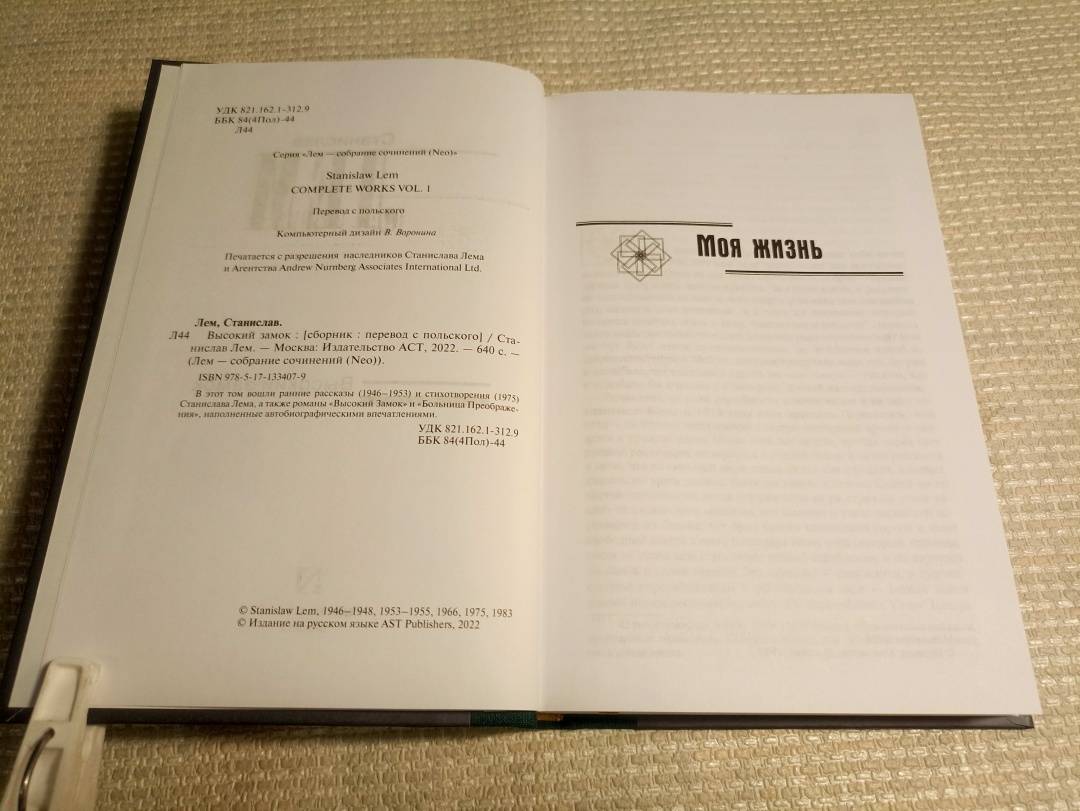 УДК 821.162.1-312.9
ББК 84(4Пол)-44
Л44
Серия «Лем — собрание сочинений (Neo)»
Stanislaw Lem
COMPLETE WORKS VOL. 1
Перевод с польского
Компьютерный дизайн В. Воронина
Печатается с разрешения наследников Станислава Лема
и Агентства Andrew Nurnberg Associates International Ltd.
Лем, Станислав.
Л44 Высокий замок : [сборник : перевод с польского] / Ста-
нислав Лем. — Москва: Издательство АСТ, 2022. — 640 с. —
(Лем — собрание сочинений (Neo)).
ISBN 978-5-17-133407-9
В этот том вошли ранние рассказы (1946–1953) и стихотворения (1975)
Станислава Лема, а также романы «Высокий Замок» и «Больница Преображе-
ния», наполненные автобиографическими впечатлениями.
УДК 821.162.1-312.9
ББК 84(4Пол)-44
© Stanislaw Lem, 1946–1948, 1953–1955, 1966, 1975, 1983
© Издание на русском языке AST Publishers, 2022
Моя жизнь